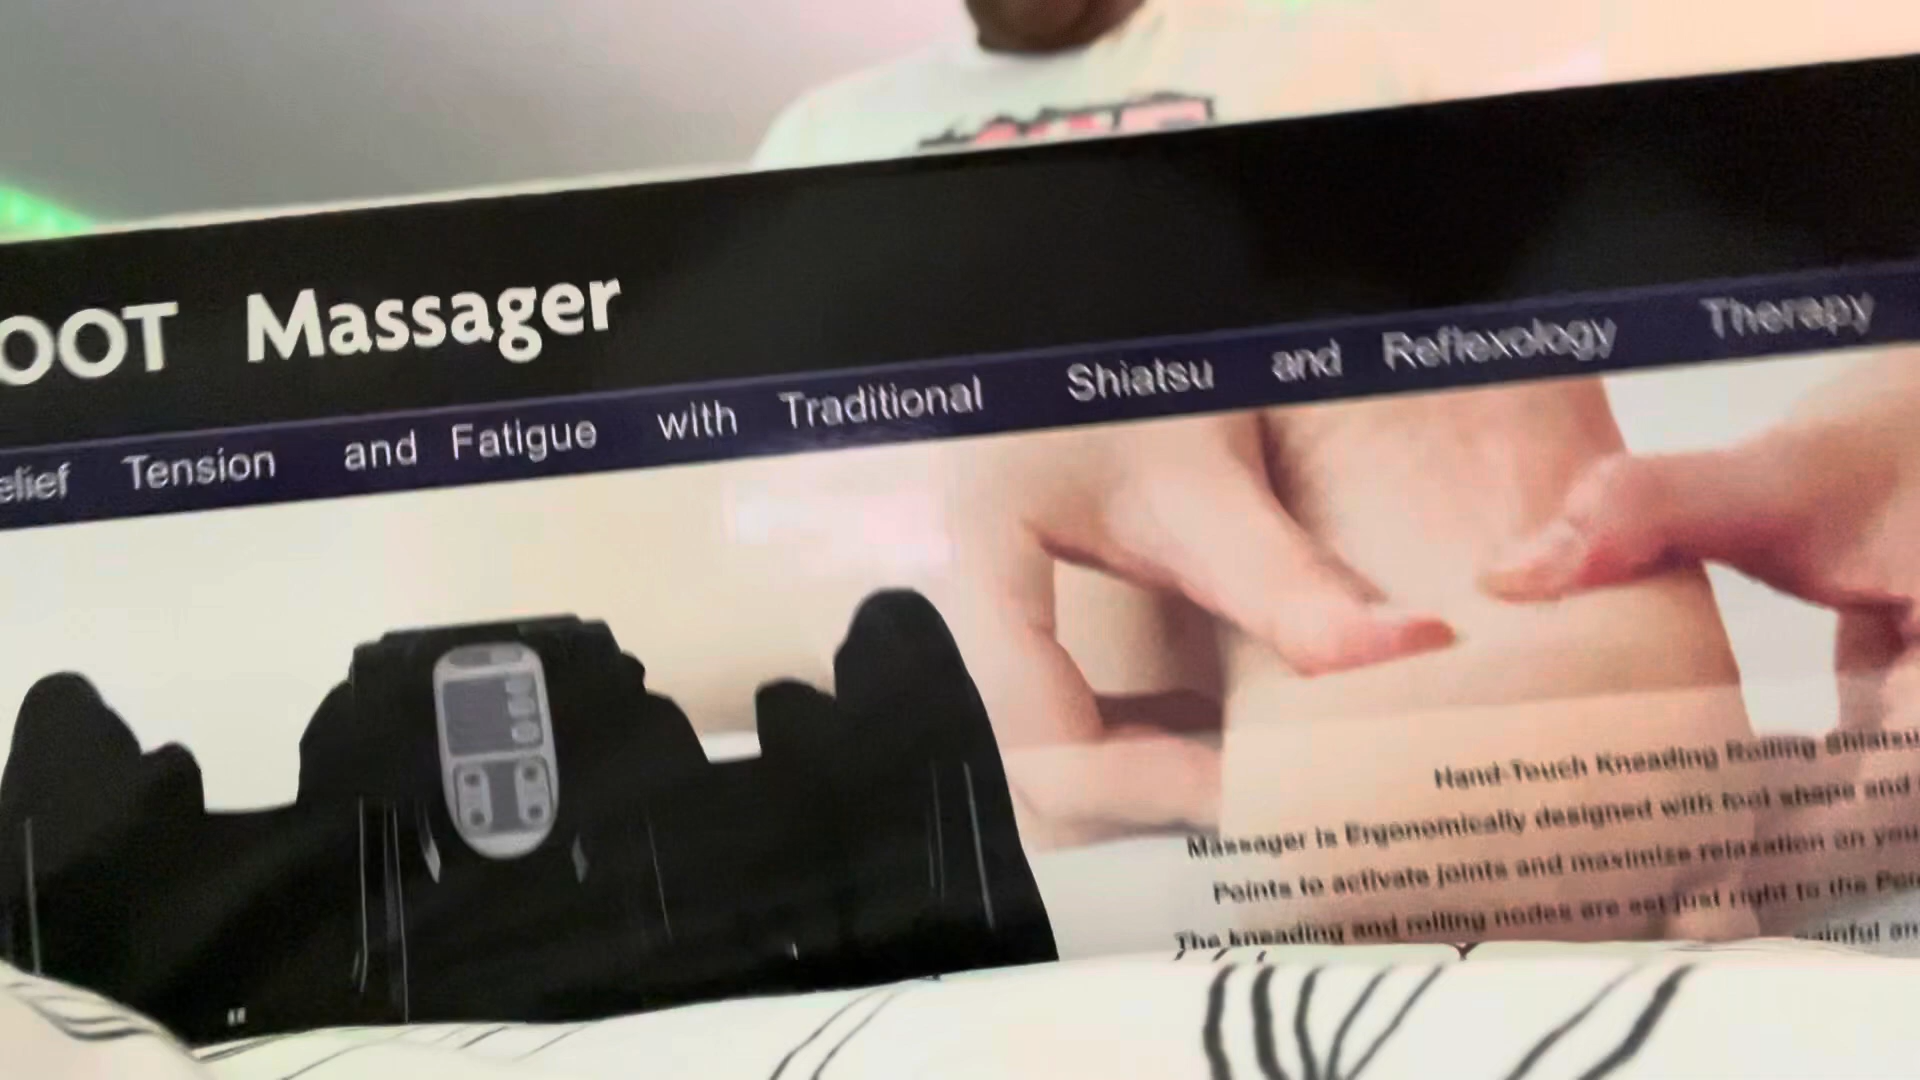 OOT Massager
elief Tension and Fatigue with Traditional Shiatsu and Reflexology Therapy
Hand-Touch Kneading Rolling Shiatsu
Massager is Ergonomically designed with foot shape and
Points to activate joints and maximize relaxation on you
The kneading and rolling nodes are set just right to the
painful an